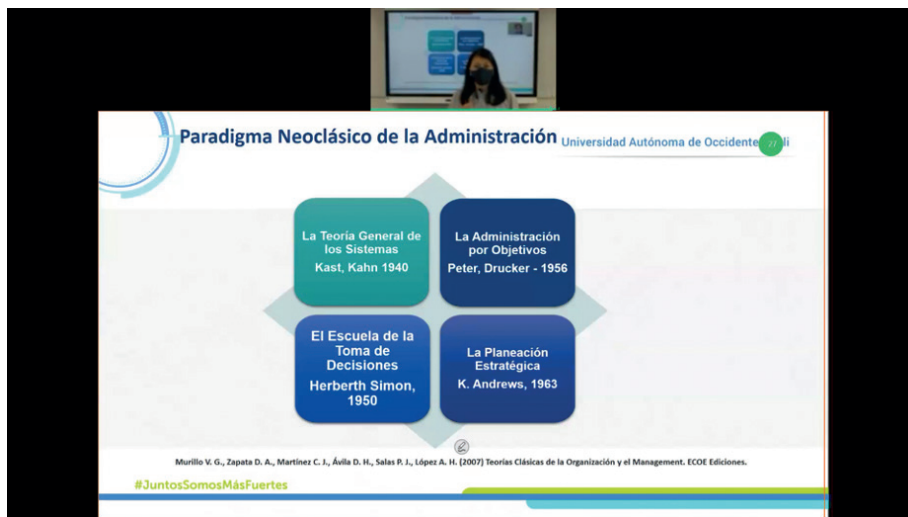 Paradigma Neoclásico de la Administración
Universidad Autónoma de Occidente
li
La Teoría General de
los Sistemas
Kast, Kahn 1940
La Administración
por Objetivos
Peter, Drucker - 1956
El Escuela de la
Toma de
Decisiones
Herberth Simon,
1950
La Planeación
Estratégica
K. Andrews, 1963
Murillo V. G., Zapata D. A., Martínez C. J., Ávila D. H., Salas P. J., López A. H. (2007) Teorías Clásicas de la Organización y el Management. ECOE Ediciones.
#JuntosSomosMásFuertes